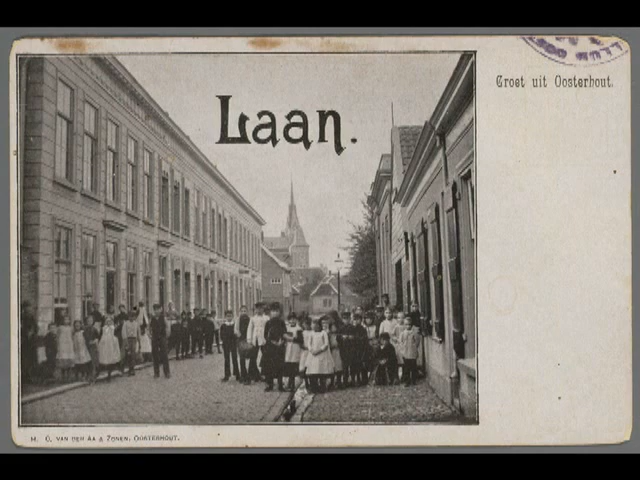 Laan.
Groet uit Oosterhout.
H. C. VAN DER AA & ZONEN, OOSTERHOUT.